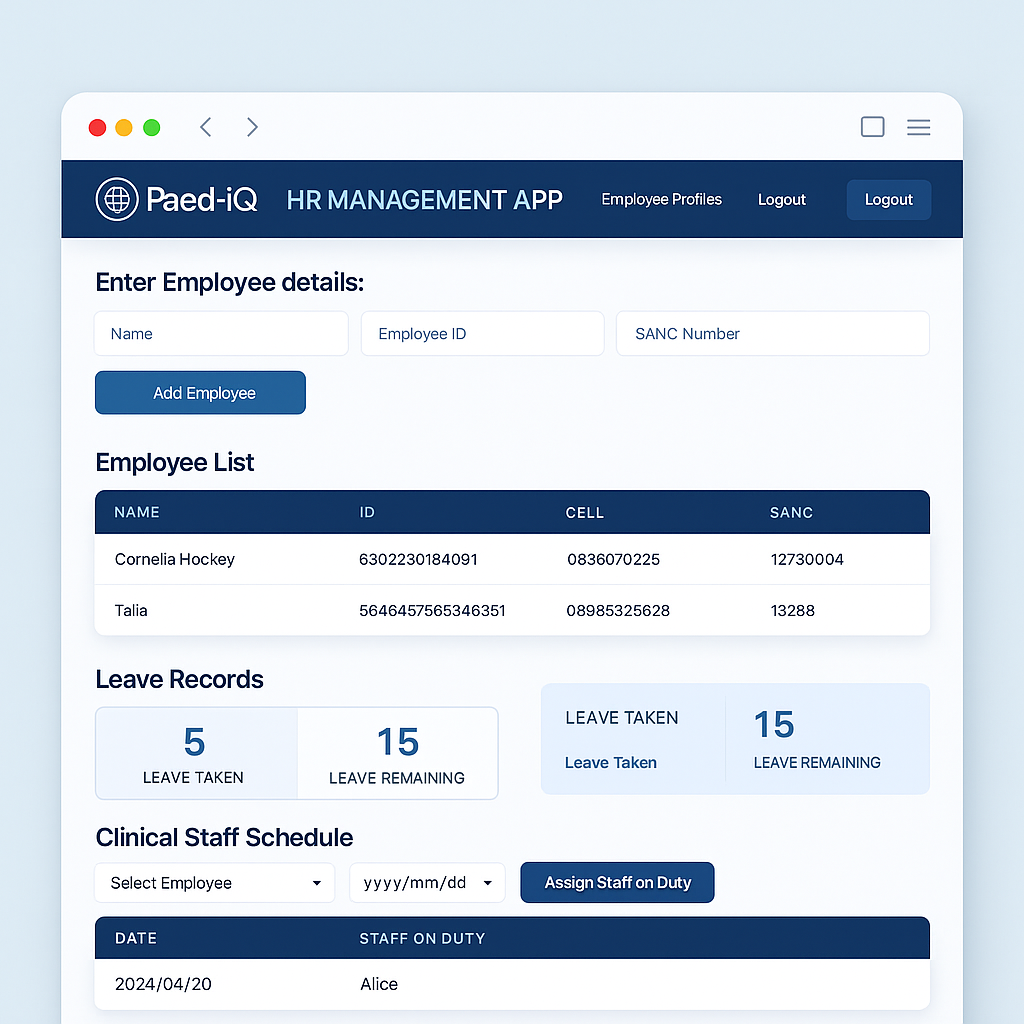 Paed-iQ HR MANAGEMENT APP Employee Profiles Logout Logout
Enter Employee details:
Name Employee ID SANC Number
Add Employee
Employee List
NAME ID CELL SANC
Cornelia Hockey 6302230184091 0836070225 12730004
Talia 5646457565346351 08985325628 13288
Leave Records
5 15
LEAVE TAKEN LEAVE REMAINING
LEAVE TAKEN 15
Leave Taken LEAVE REMAINING
Clinical Staff Schedule
Select Employee yyyy/mm/dd Assign Staff on Duty
DATE STAFF ON DUTY
2024/04/20 Alice